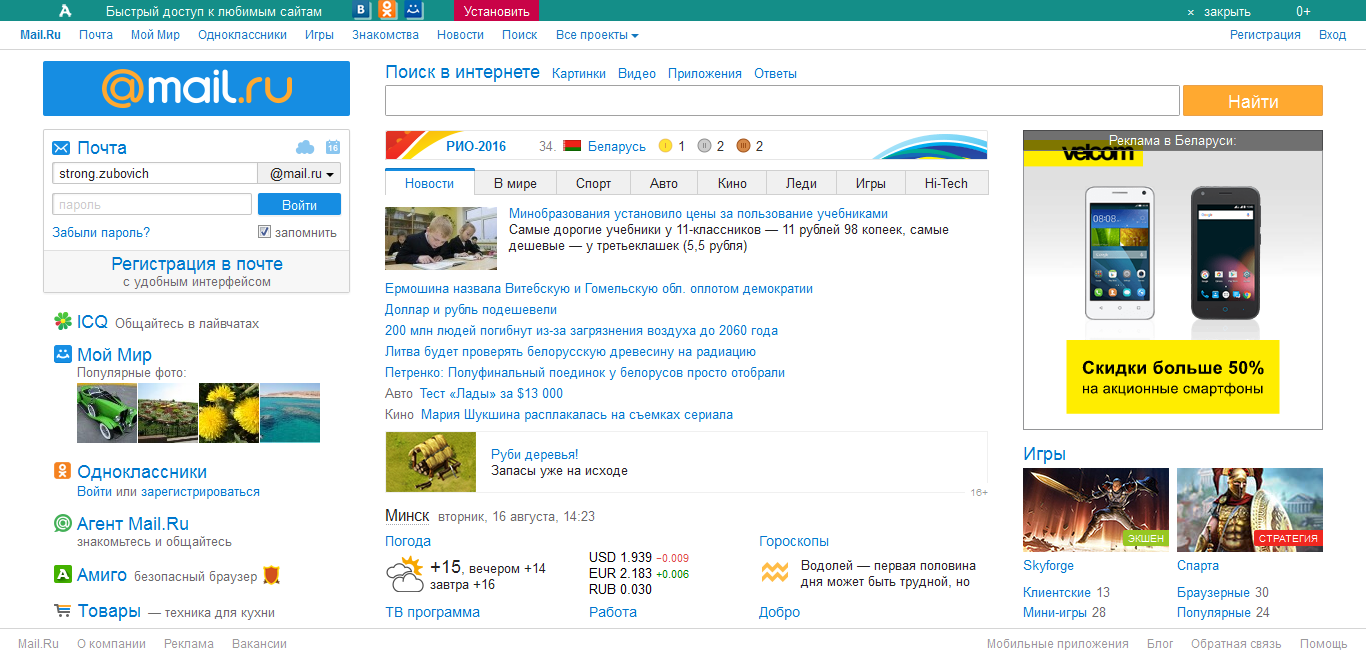 Быстрый доступ к любимым сайтам Установить × закрыть 0+
Mail.Ru Почта Мой Мир Одноклассники Игры Знакомства Новости Поиск Все проекты Регистрация Вход
@mail.ru
Поиск в интернете Картинки Видео Приложения Ответы
Найти
Почта 16
strong.zubovich @mail.ru
пароль Войти
Забыли пароль? запомнить
Регистрация в почте
с удобным интерфейсом
ICQ Общайтесь в лайвчатах
Мой Мир
Популярные фото:
Одноклассники
Войти или зарегистрироваться
Агент Mail.Ru
знакомьтесь и общайтесь
Амиго безопасный браузер
Товары — техника для кухни
РИО-2016 34. Беларусь I 1 II 2 III 2
Новости В мире Спорт Авто Кино Леди Игры Hi-Tech
Минобразования установило цены за пользование учебниками
Самые дорогие учебники у 11-классников — 11 рублей 98 копеек, самые
дешевые — у третьеклашек (5,5 рубля)
Ермошина назвала Витебскую и Гомельскую обл. оплотом демократии
Доллар и рубль подешевели
200 млн людей погибнут из-за загрязнения воздуха до 2060 года
Литва будет проверять белорусскую древесину на радиацию
Петренко: Полуфинальный поединок у белорусов просто отобрали
Авто Тест «Лады» за $13 000
Кино Мария Шукшина расплакалась на съемках сериала
Руби деревья!
Запасы уже на исходе
16+
Минск вторник, 16 августа, 14:23
Погода
+15, вечером +14
завтра +16
USD 1.939 −0.009
EUR 2.183 +0.006
RUB 0.030
Гороскопы
Водолей — первая половина
дня может быть трудной, но
ТВ программа Работа Добро
Реклама в Беларуси:
velcom
08:08
Скидки больше 50%
на акционные смартфоны
Игры
ЭКШЕН СТРАТЕГИЯ
Skyforge Спарта
Клиентские 13 Браузерные 30
Мини-игры 28 Популярные 24
Mail.Ru О компании Реклама Вакансии Мобильные приложения Блог Обратная связь Помощь